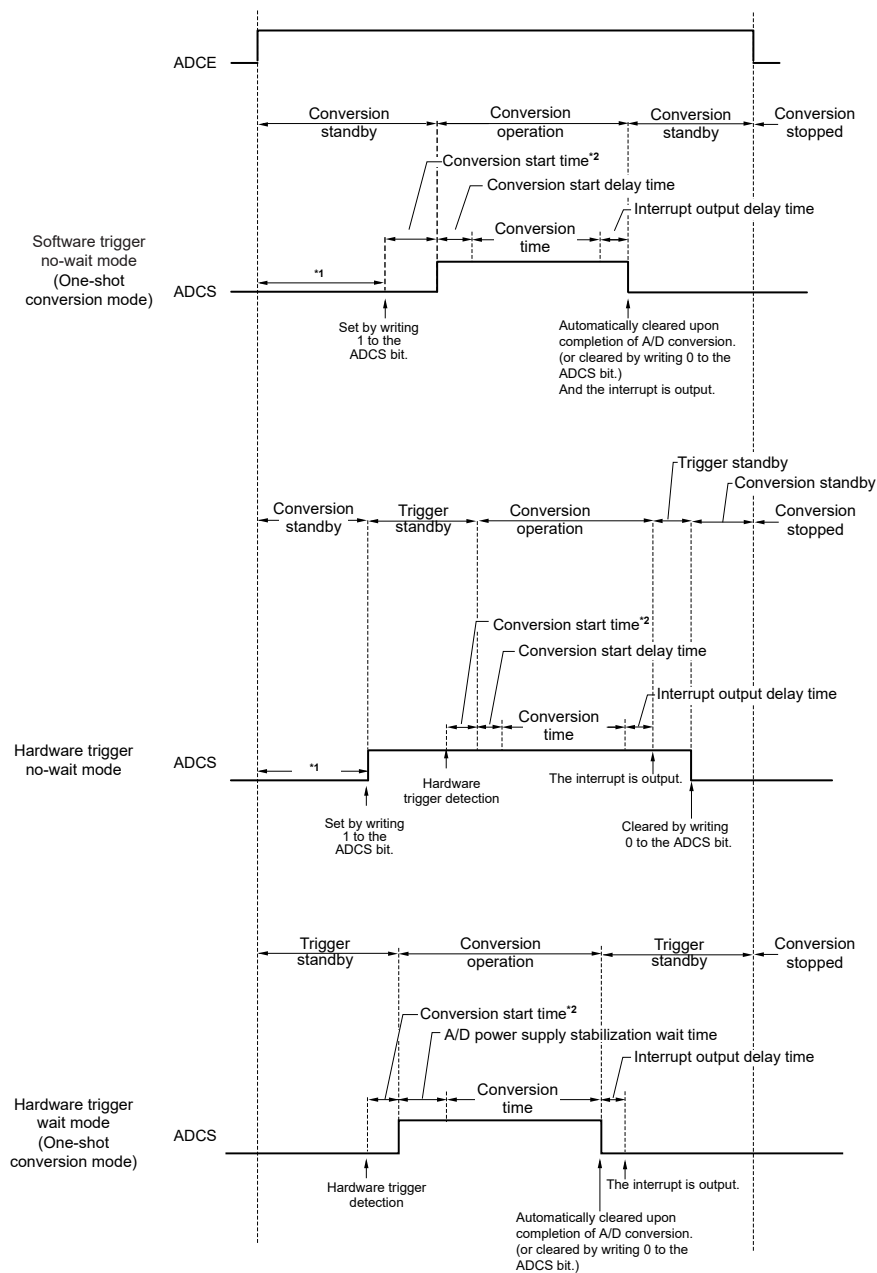 ADCE
Conversion
standby
Conversion
operation
Conversion
standby
Conversion
stopped
Conversion start time*2
Conversion start delay time
Interrupt output delay time
Conversion
time
Software trigger
no-wait mode
(One-shot
conversion mode)
ADCS
*1
Set by writing
1 to the
ADCS bit.
Automatically cleared upon
completion of A/D conversion.
(or cleared by writing 0 to the
ADCS bit.)
And the interrupt is output.
Trigger standby
Conversion standby
Conversion
standby
Trigger
standby
Conversion
operation
Conversion
stopped
Conversion start time*2
Conversion start delay time
Interrupt output delay time
Conversion
time
Hardware trigger
no-wait mode
ADCS
*1
Hardware
trigger detection
The interrupt is output.
Set by writing
1 to the
ADCS bit.
Cleared by writing
0 to the ADCS bit.
Trigger
standby
Conversion
operation
Trigger
standby
Conversion
stopped
Conversion start time*2
A/D power supply stabilization wait time
Interrupt output delay time
Conversion
time
Hardware trigger
wait mode
(One-shot
conversion mode)
ADCS
Hardware trigger
detection
The interrupt is output.
Automatically cleared upon
completion of A/D conversion.
(or cleared by writing 0 to the
ADCS bit.)